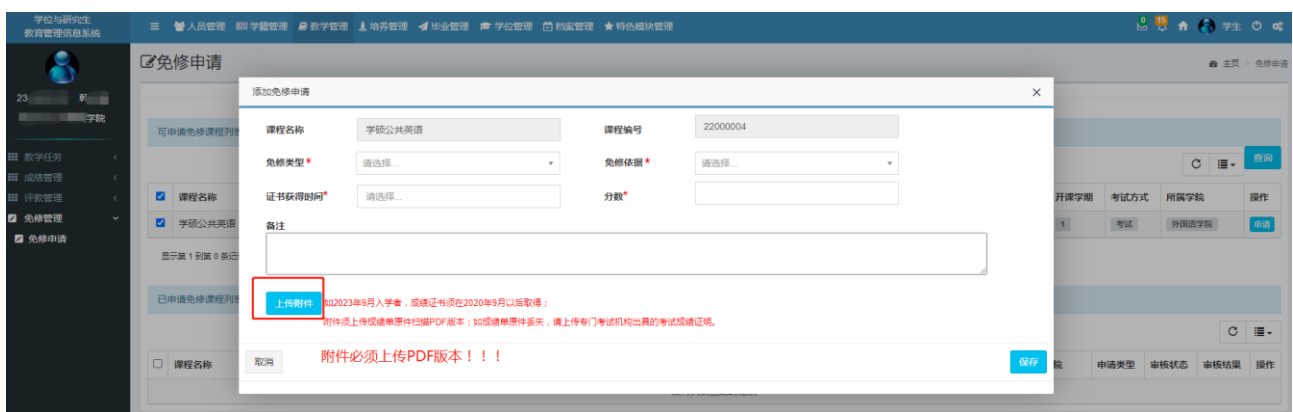 学位与研究生
教育管理信息系统
人员管理 学籍管理 教学管理 培养管理 毕业管理 学位管理 档案管理 特色模块管理
0 15 学生
免修申请
主页 > 免修申请
23
学院
教学任务
成绩管理
评教管理
免修管理
免修申请
添加免修申请 ×
可申请免修课程列
课程名称 学硕公共英语 课程编号 22000004
免修类型* 请选择... 免修依据* 请选择...
查询
课程名称 证书获得时间* 请选择... 分数* 开课学期 考试方式 所属学院 操作
学硕公共英语 1 考试 外国语学院 申请
备注
显示第 1 到第 0 条记
已申请免修课程列
上传附件 如2023年9月入学者，成绩证书须在2020年9月以后取得；
附件须上传成绩单原件扫描PDF版本；如成绩单原件丢失，请上传专门考试机构出具的考试成绩证明。
取消 附件必须上传PDF版本！！！ 保存
课程名称 院 申请类型 审核状态 审核结果 操作